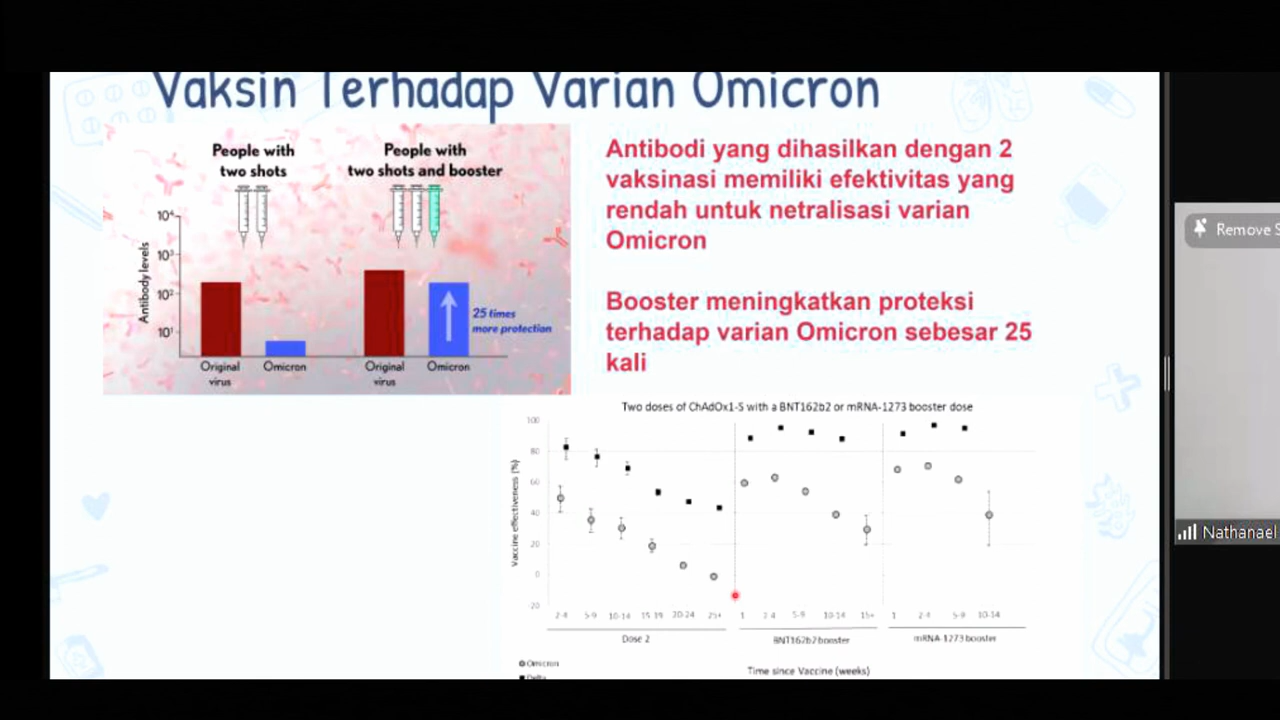 Vaksin Terhadap Varian Omicron
People with
two shots
People with
two shots and booster
Antibody levels
10⁴
10³
10²
10¹
25 times
more protection
Original
virus
Omicron
Original
virus
Omicron
Antibodi yang dihasilkan dengan 2
vaksinasi memiliki efektivitas yang
rendah untuk netralisasi varian
Omicron
Booster meningkatkan proteksi
terhadap varian Omicron sebesar 25
kali
Two doses of ChAdOx1-S with a BNT162b2 or mRNA-1273 booster dose
Vaccine effectiveness (%)
100
80
60
40
20
0
20
2-4 5-9 10-14 15-19 20-24 25+ 1 2-4 5-9 10-14 15+ 1 2-4 5-9 10-14
Dose 2 BNT162b2 booster mRNA-1273 booster
Time since Vaccine (weeks)
Omicron
Delta
Remove S
Nathanael